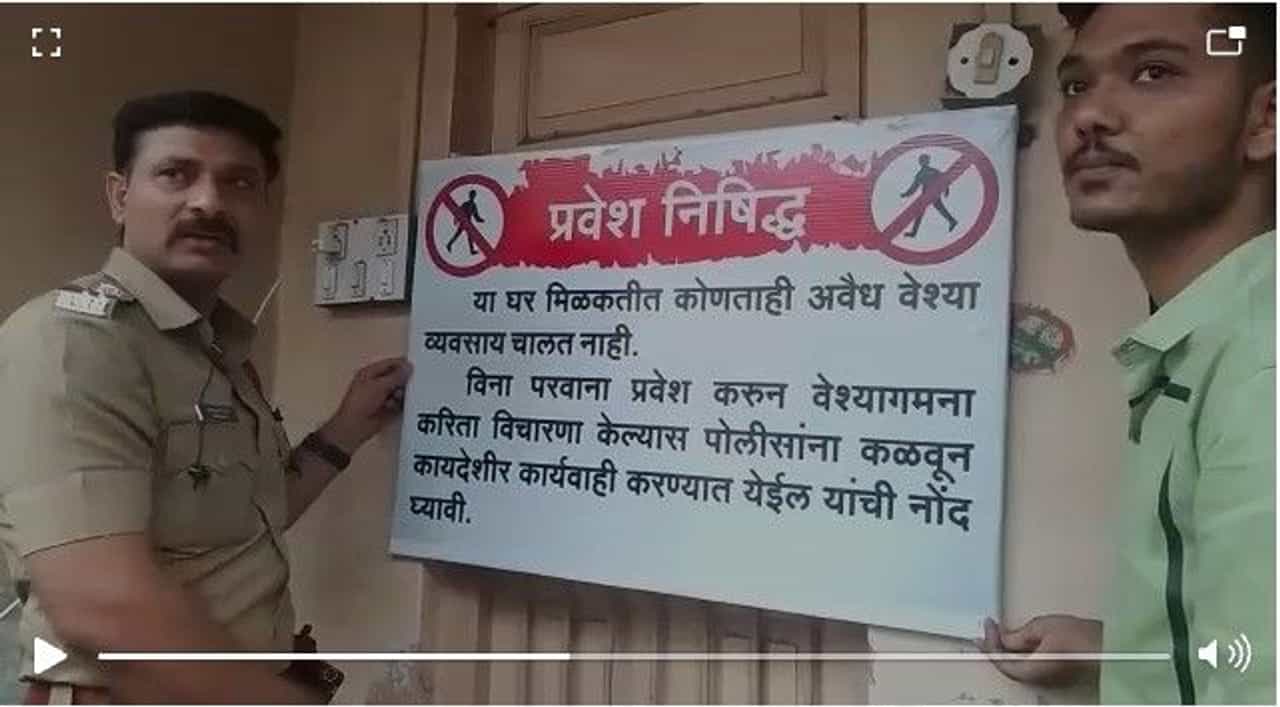 प्रवेश निषिद्ध
या घर मिळकतीत कोणताही अवैध वेश्या
व्यवसाय चालत नाही.
विना परवाना प्रवेश करुन वेश्यागमना
करिता विचारणा केल्यास पोलीसांना कळवून
कायदेशीर कार्यवाही करण्यात येईल यांची नोंद
घ्यावी.